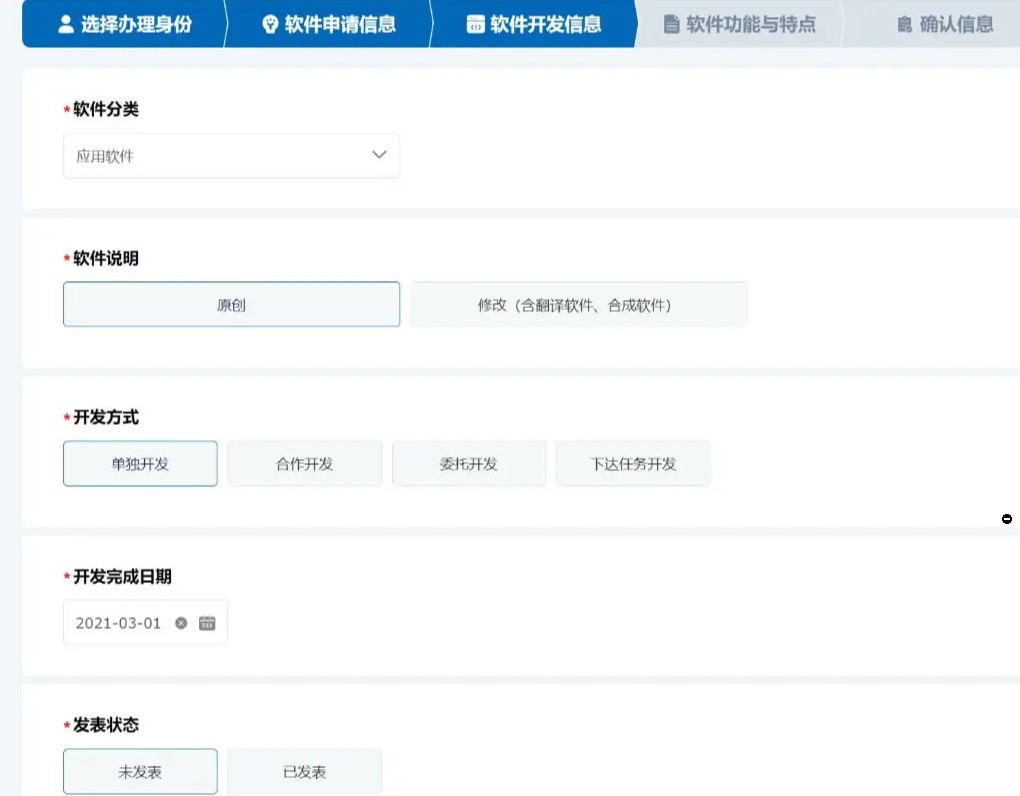 选择办理身份 软件申请信息 软件开发信息 软件功能与特点 确认信息
*软件分类
应用软件
*软件说明
原创 修改（含翻译软件、合成软件）
*开发方式
单独开发 合作开发 委托开发 下达任务开发
*开发完成日期
2021-03-01
*发表状态
未发表 已发表